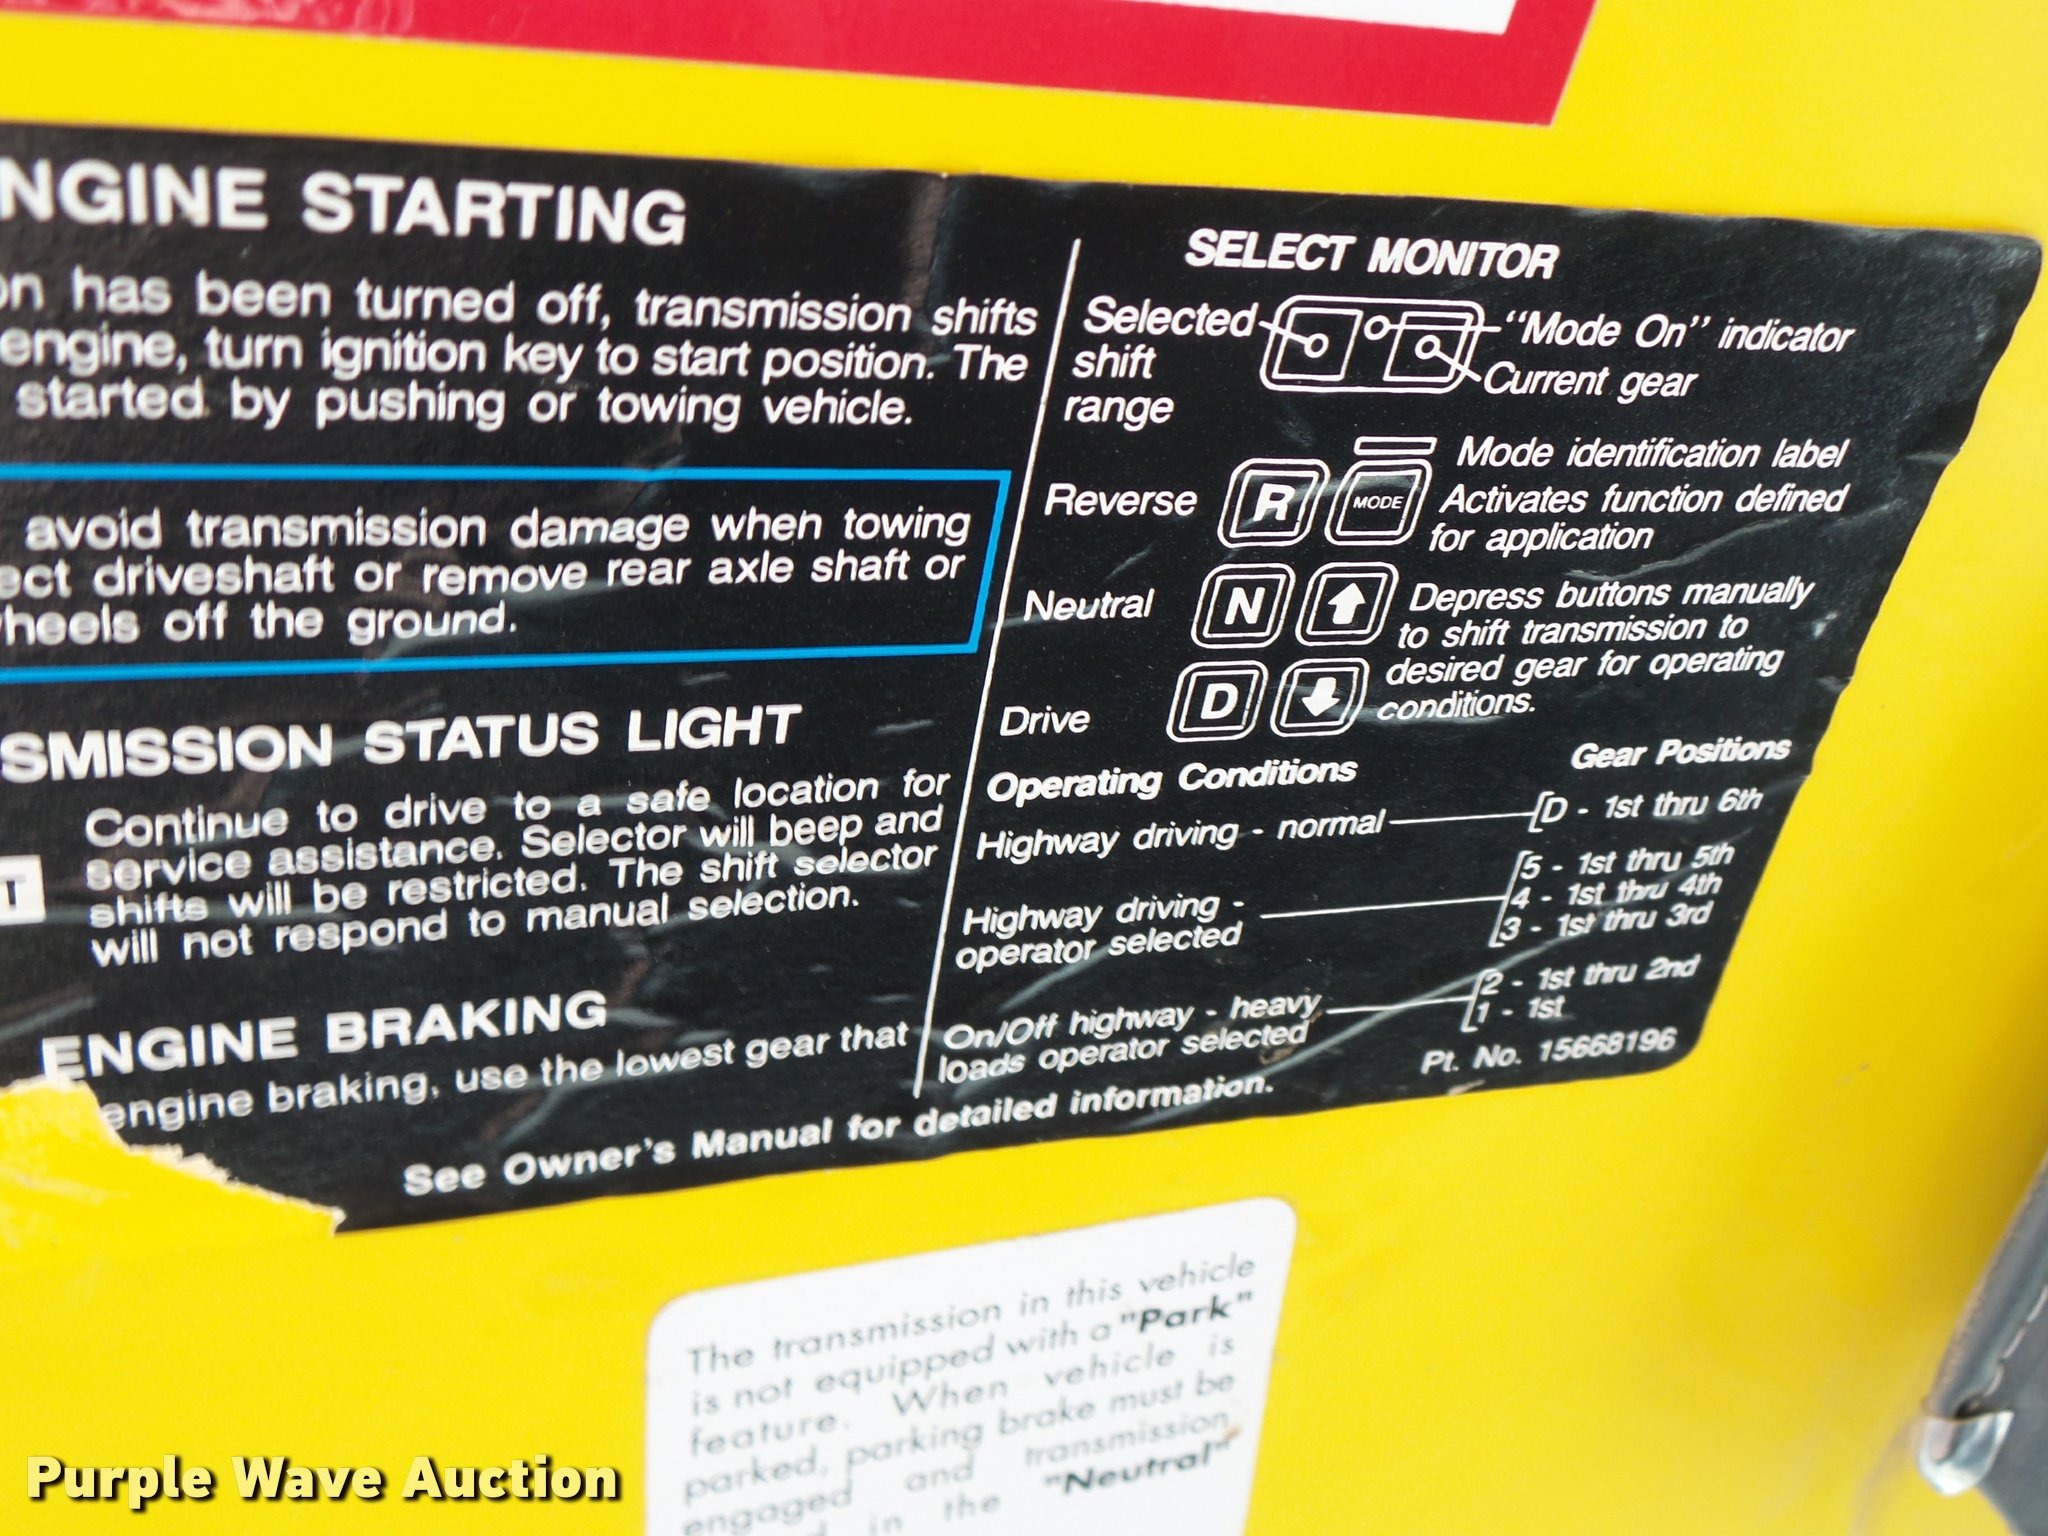 NGINE STARTING
on has been turned off, transmission shifts
engine, turn ignition key to start position. The
started by pushing or towing vehicle.
avoid transmission damage when towing
ect driveshaft or remove rear axle shaft or
heels off the ground.
SMISSION STATUS LIGHT
Continue to drive to a safe location for
service assistance. Selector will beep and
shifts will be restricted. The shift selector
will not respond to manual selection.
T
ENGINE BRAKING
engine braking, use the lowest gear that
SELECT MONITOR
Selected
shift
range
"Mode On" indicator
Current gear
Mode identification label
Reverse R MODE Activates function defined
for application
Neutral N Depress buttons manually
to shift transmission to
desired gear for operating
conditions.
Drive D
Operating Conditions Gear Positions
Highway driving - normal D - 1st thru 6th
Highway driving -
operator selected
5 - 1st thru 5th
4 - 1st thru 4th
3 - 1st thru 3rd
On/Off highway - heavy
loads operator selected
2 - 1st thru 2nd
1 - 1st
See Owner's Manual for detailed information.
Pt. No. 15668196
The transmission in this vehicle
is not equipped with a "Park"
feature. When vehicle is
parked, parking brake must be
engaged and transmission
in the "Neutral"
Purple Wave Auction